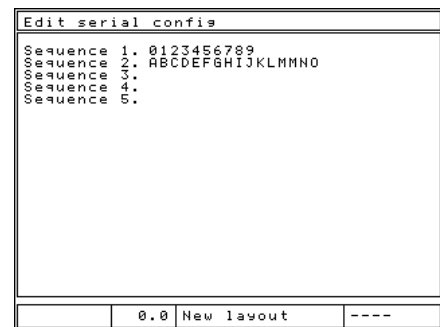 Edit serial config
Sequence 1. 0123456789
Sequence 2. ABCDEFGHIJKLMMNO
Sequence 3.
Sequence 4.
Sequence 5.
0.0 New layout ----